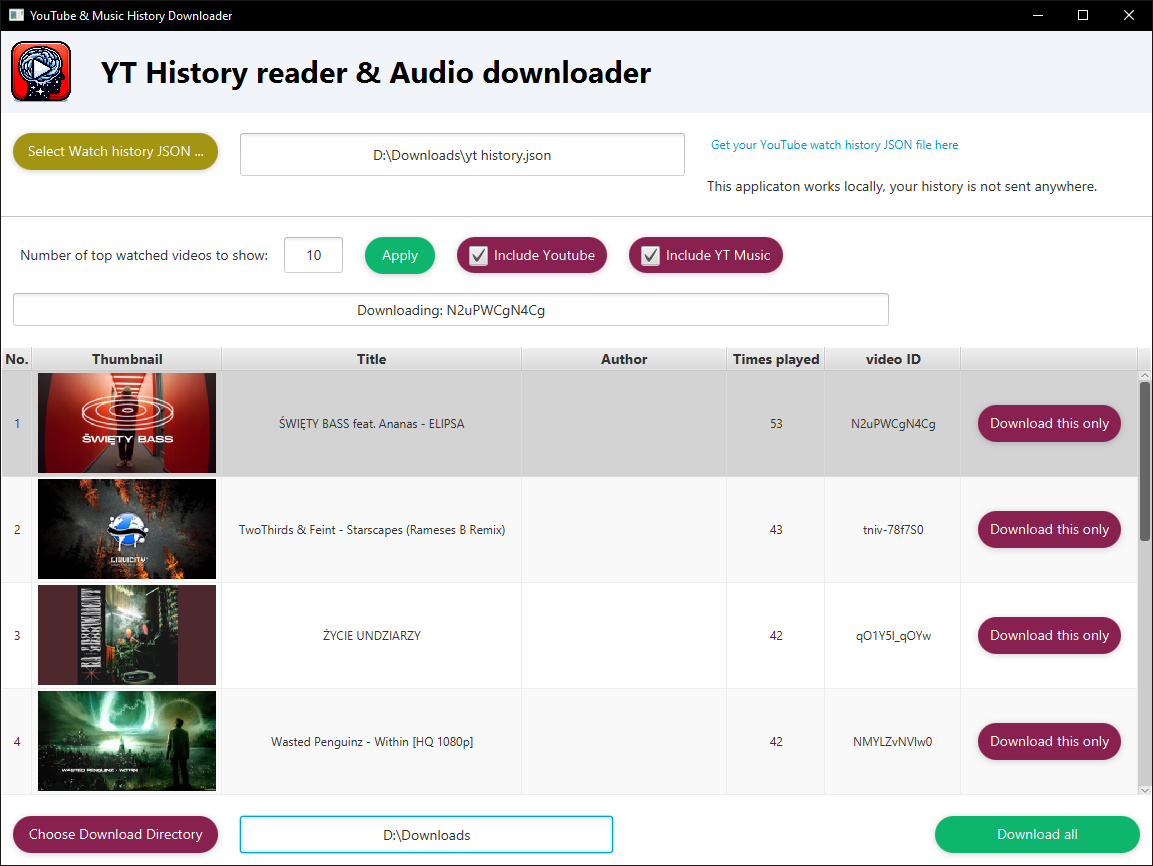 YouTube & Music History Downloader
YT History reader & Audio downloader
Select Watch history JSON ...
D:\Downloads\yt history.json
Get your YouTube watch history JSON file here
This applicaton works locally, your history is not sent anywhere.
Number of top watched videos to show:
10
Apply
Include Youtube
Include YT Music
Downloading: N2uPWCgN4Cg
No. Thumbnail Title Author Times played video ID
1 ŚWIĘTY BASS ŚWIĘTY BASS feat. Ananas - ELIPSA 53 N2uPWCgN4Cg Download this only
2 LIQUICITY TwoThirds & Feint - Starscapes (Rameses B Remix) 43 tniv-78f7S0 Download this only
3 ŻYCIE UNDZIARZY 42 qO1Y5I_qOYw Download this only
4 WASTED PENGUINZ - WITHIN Wasted Penguinz - Within [HQ 1080p] 42 NMYLZvNVIw0 Download this only
Choose Download Directory
D:\Downloads
Download all